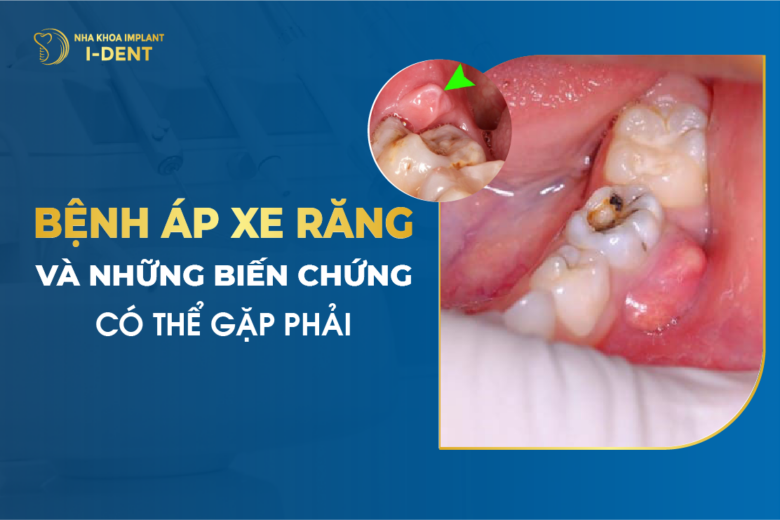 NHA KHOA IMPLANT
I-DENT
BỆNH ÁP XE RĂNG
VÀ NHỮNG BIẾN CHỨNG
CÓ THỂ GẶP PHẢI